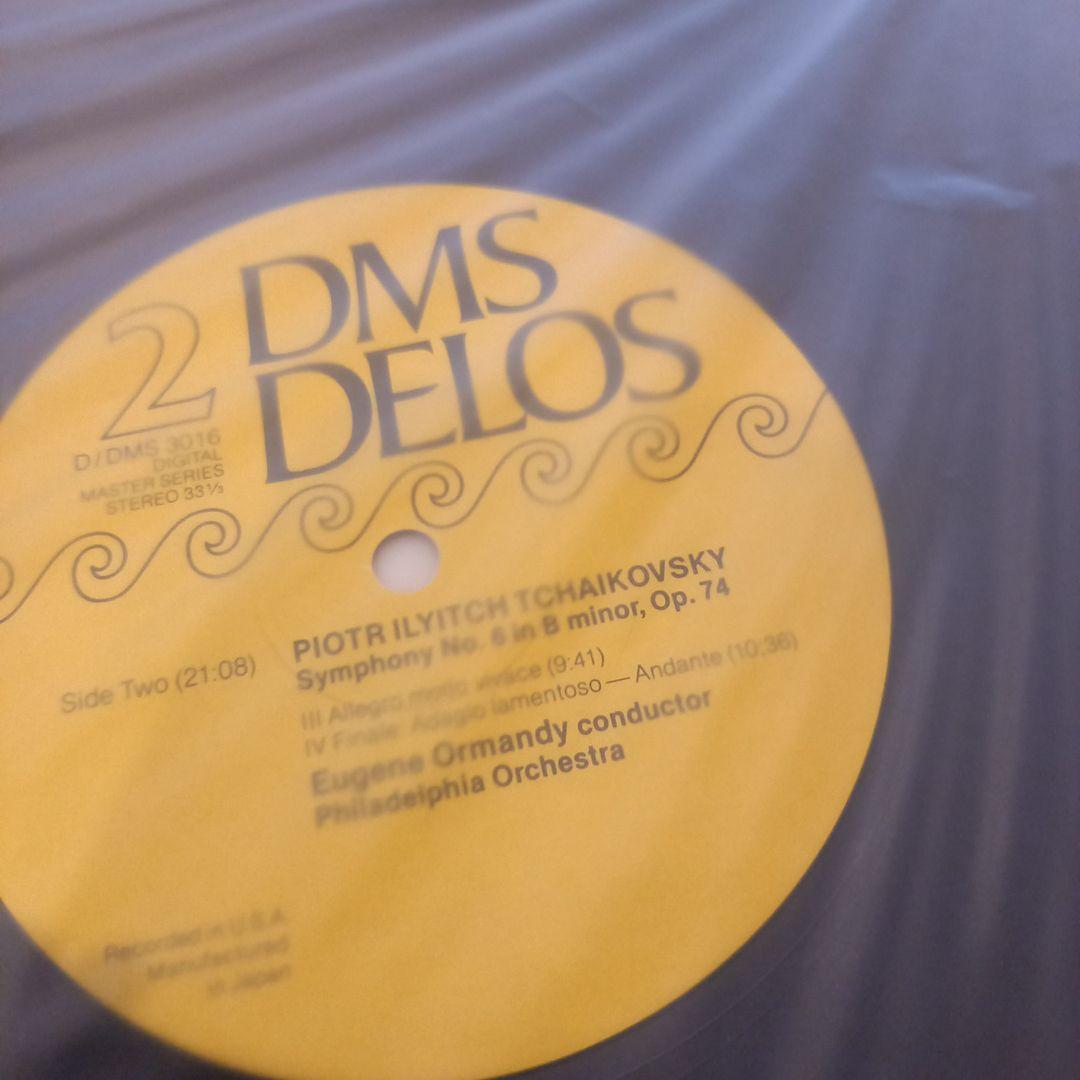 DMS
DELOS
2
D/DMS 3016
DIGITAL
MASTER SERIES
STEREO 33⅓
PIOTR ILYITCH TCHAIKOVSKY
Symphony No. 6 in B minor, Op. 74
Side Two (21:08)
III Allegro molto vivace (9:41)
IV Finale: Adagio lamentoso — Andante (10:36)
Eugene Ormandy conductor
Philadelphia Orchestra
Recorded in U.S.A
Manufactured
in Japan